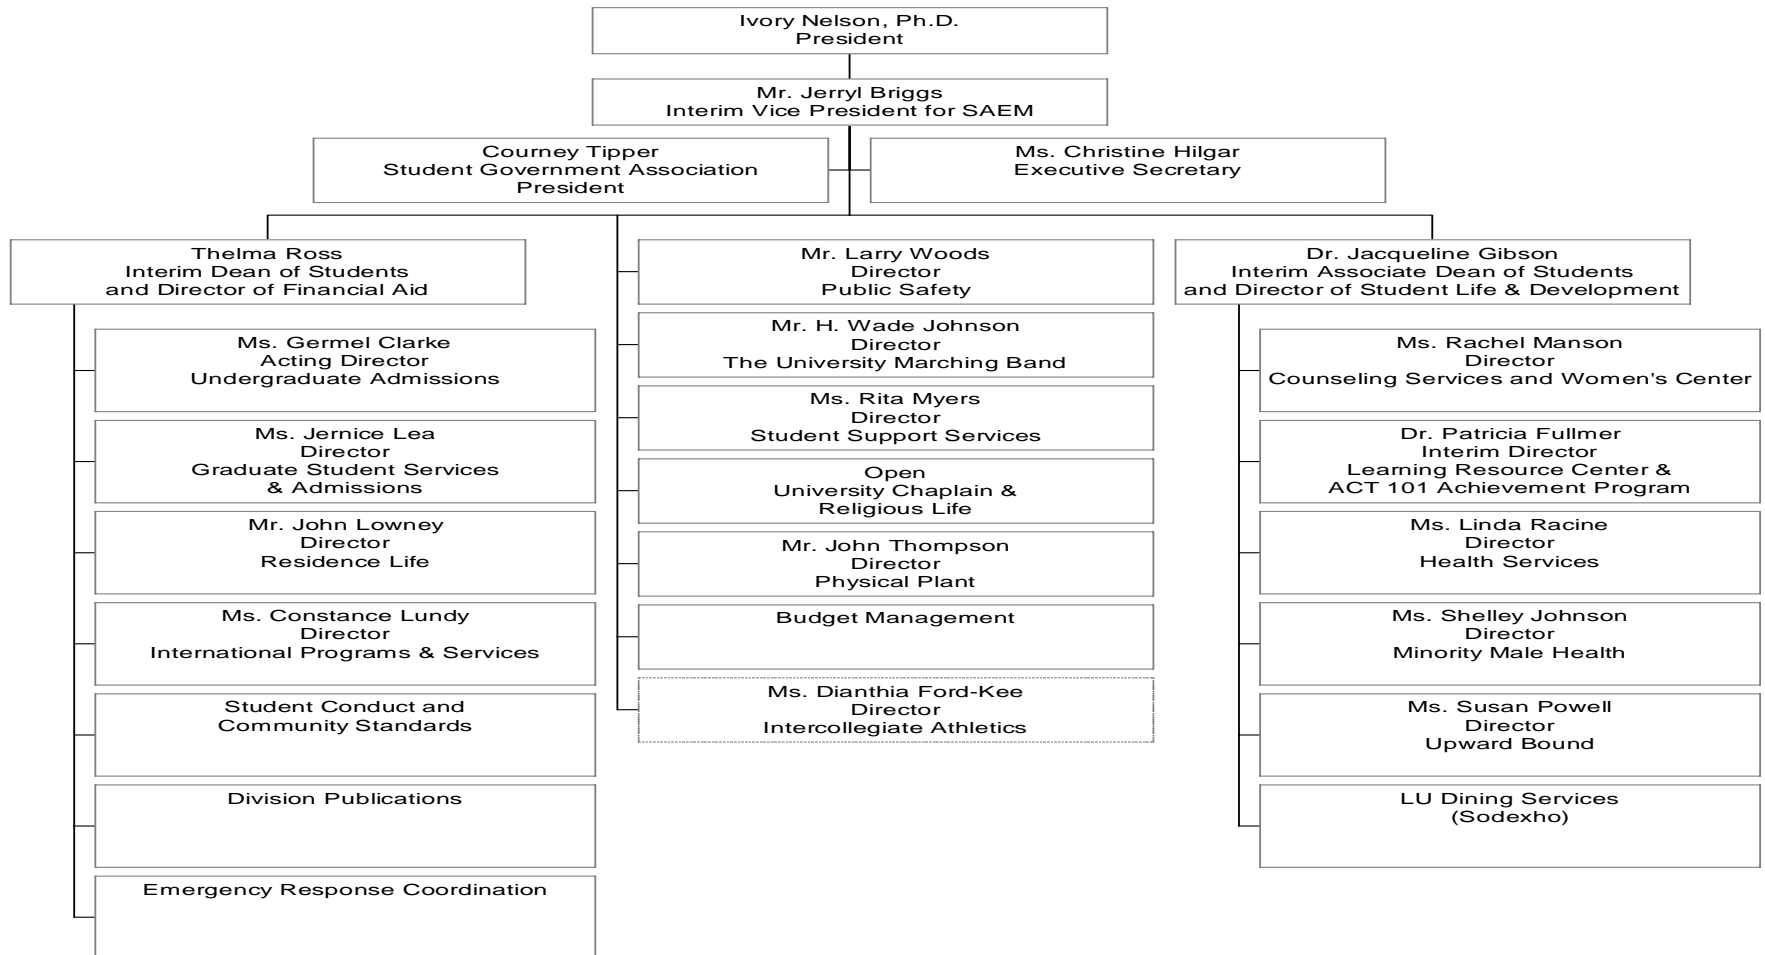 Ivory Nelson, Ph.D.
President
Mr. Jerryl Briggs
Interim Vice President for SAEM
Courney Tipper
Student Government Association
President
Ms. Christine Hilgar
Executive Secretary
Thelma Ross
Interim Dean of Students
and Director of Financial Aid
Ms. Germel Clarke
Acting Director
Undergraduate Admissions
Ms. Jernice Lea
Director
Graduate Student Services
& Admissions
Mr. John Lowney
Director
Residence Life
Ms. Constance Lundy
Director
International Programs & Services
Student Conduct and
Community Standards
Division Publications
Emergency Response Coordination
Mr. Larry Woods
Director
Public Safety
Mr. H. Wade Johnson
Director
The University Marching Band
Ms. Rita Myers
Director
Student Support Services
Open
University Chaplain &
Religious Life
Mr. John Thompson
Director
Physical Plant
Budget Management
Ms. Dianthia Ford-Kee
Director
Intercollegiate Athletics
Dr. Jacqueline Gibson
Interim Associate Dean of Students
and Director of Student Life & Development
Ms. Rachel Manson
Director
Counseling Services and Women's Center
Dr. Patricia Fullmer
Interim Director
Learning Resource Center &
ACT 101 Achievement Program
Ms. Linda Racine
Director
Health Services
Ms. Shelley Johnson
Director
Minority Male Health
Ms. Susan Powell
Director
Upward Bound
LU Dining Services
(Sodexho)